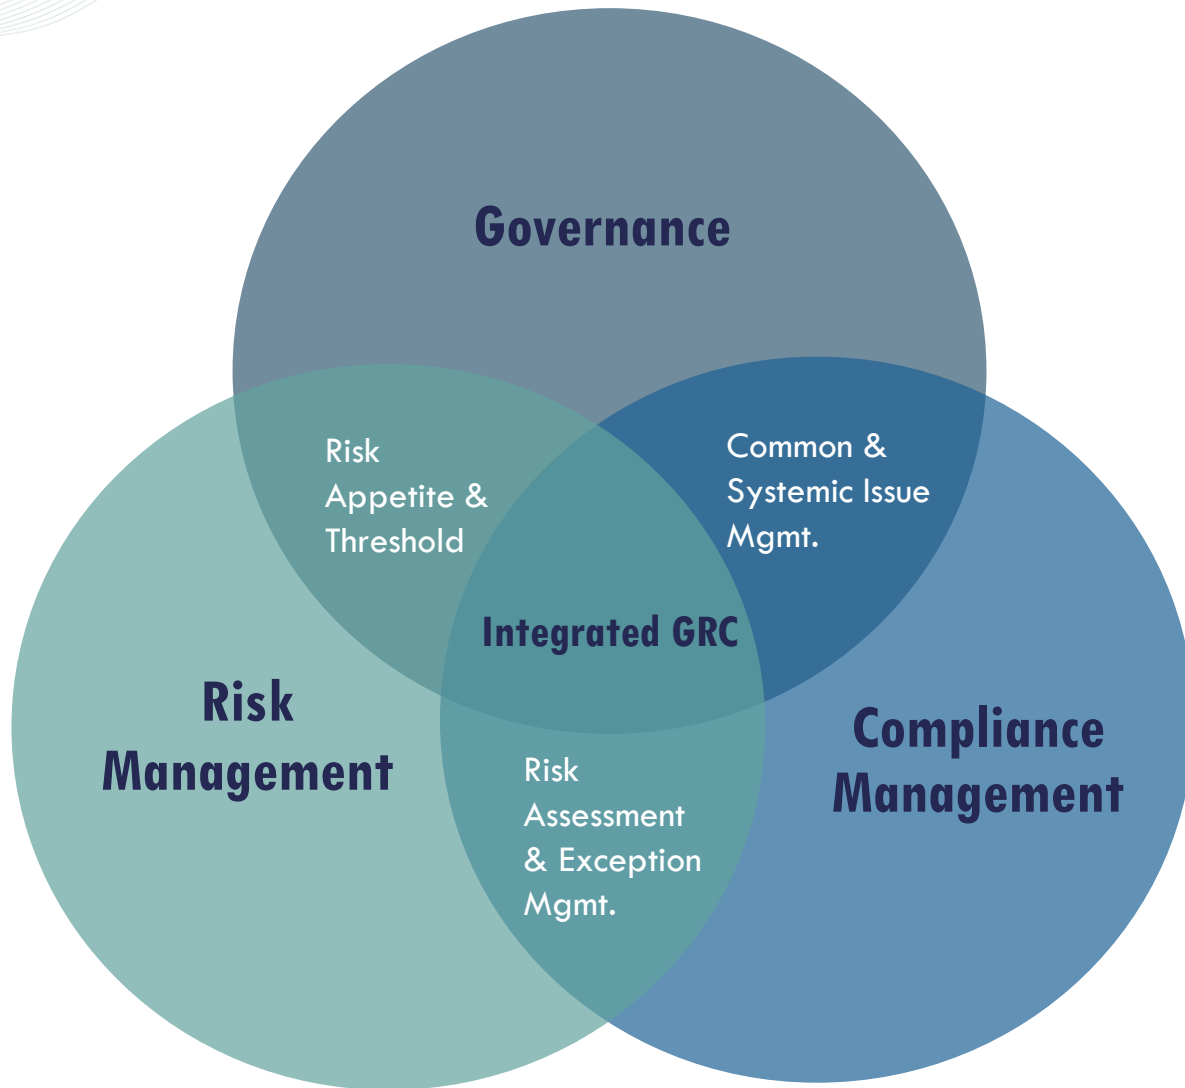 Governance
Risk
Appetite &
Threshold
Common &
Systemic Issue
Mgmt.
Integrated GRC
Risk
Management
Compliance
Management
Risk
Assessment
& Exception
Mgmt.